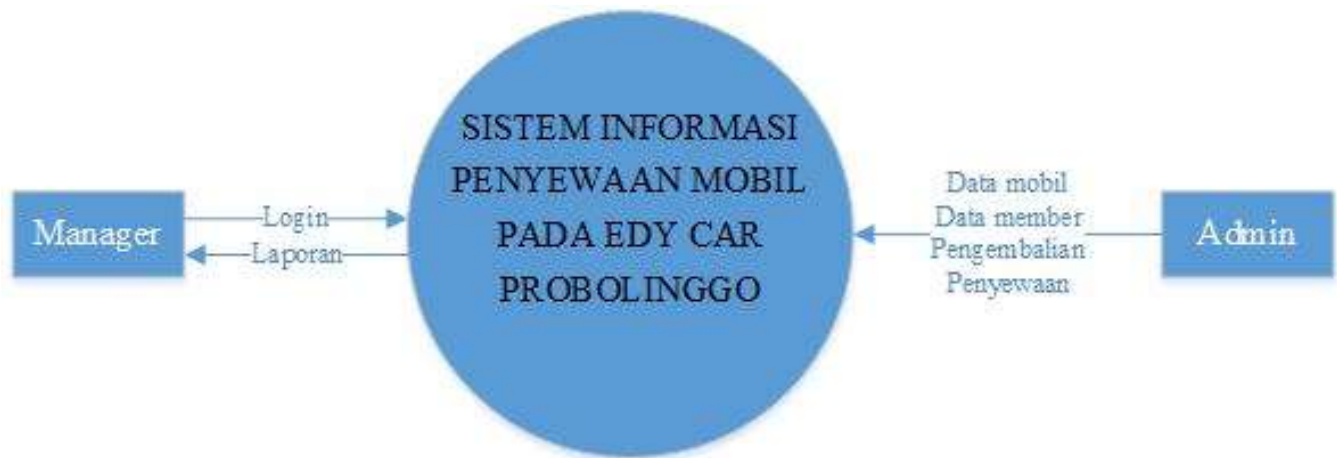 SISTEM INFORMASI
PENYEWAAN MOBIL
PADA EDY CAR
PROBOLINGGO
Manager
Login
Laporan
Data mobil
Data member
Pengembalian
Penyewaan
Admin